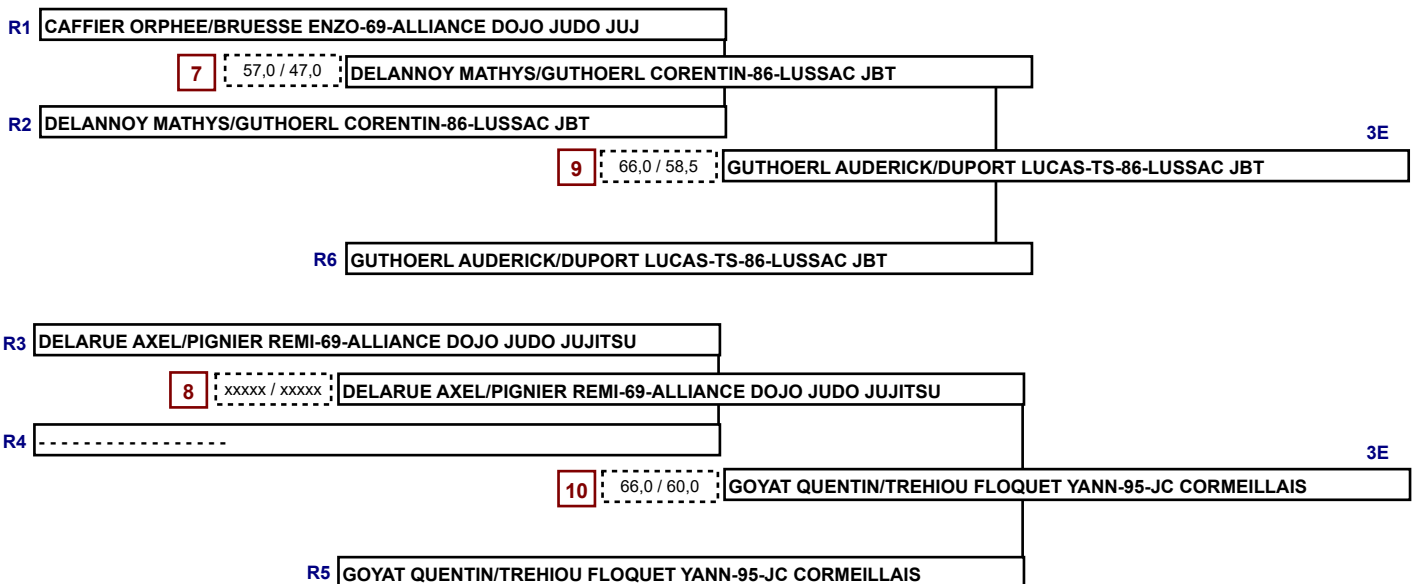 R1 CAFFIER ORPHEE/BRUESSE ENZO-69-ALLIANCE DOJO JUDO JUJ
7 57,0 / 47,0 DELANNOY MATHYS/GUTHOERL CORENTIN-86-LUSSAC JBT
R2 DELANNOY MATHYS/GUTHOERL CORENTIN-86-LUSSAC JBT
3E
9 66,0 / 58,5 GUTHOERL AUDERICK/DUPORT LUCAS-TS-86-LUSSAC JBT
R6 GUTHOERL AUDERICK/DUPORT LUCAS-TS-86-LUSSAC JBT
R3 DELARUE AXEL/PIGNIER REMI-69-ALLIANCE DOJO JUDO JUJITSU
8 xxxxx / xxxxx DELARUE AXEL/PIGNIER REMI-69-ALLIANCE DOJO JUDO JUJITSU
R4 - - - - - - - - - - - - - - - - -
3E
10 66,0 / 60,0 GOYAT QUENTIN/TREHIOU FLOQUET YANN-95-JC CORMEILLAIS
R5 GOYAT QUENTIN/TREHIOU FLOQUET YANN-95-JC CORMEILLAIS